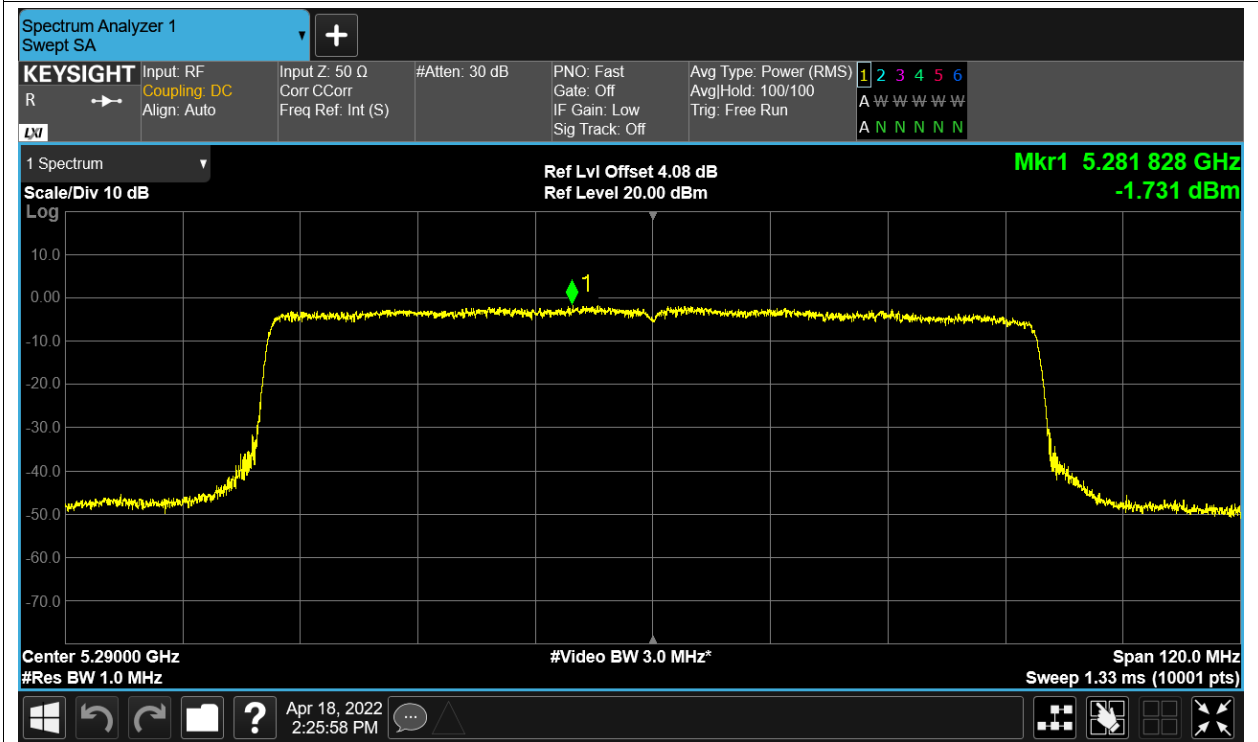 Spectrum Analyzer 1
Swept SA
KEYSIGHT
R
LXI
Input: RF
Coupling: DC
Align: Auto
Input Z: 50 Ω
Corr CCorr
Freq Ref: Int (S)
#Atten: 30 dB
PNO: Fast
Gate: Off
IF Gain: Low
Sig Track: Off
Avg Type: Power (RMS)
Avg|Hold: 100/100
Trig: Free Run
1 2 3 4 5 6
A W W W W W
A N N N N N
1 Spectrum
Scale/Div 10 dB
Log
Ref Lvl Offset 4.08 dB
Ref Level 20.00 dBm
Mkr1 5.281 828 GHz
-1.731 dBm
10.0
0.00
-10.0
-20.0
-30.0
-40.0
-50.0
-60.0
-70.0
1
Center 5.29000 GHz
#Res BW 1.0 MHz
#Video BW 3.0 MHz*
Span 120.0 MHz
Sweep 1.33 ms (10001 pts)
?
Apr 18, 2022
2:25:58 PM